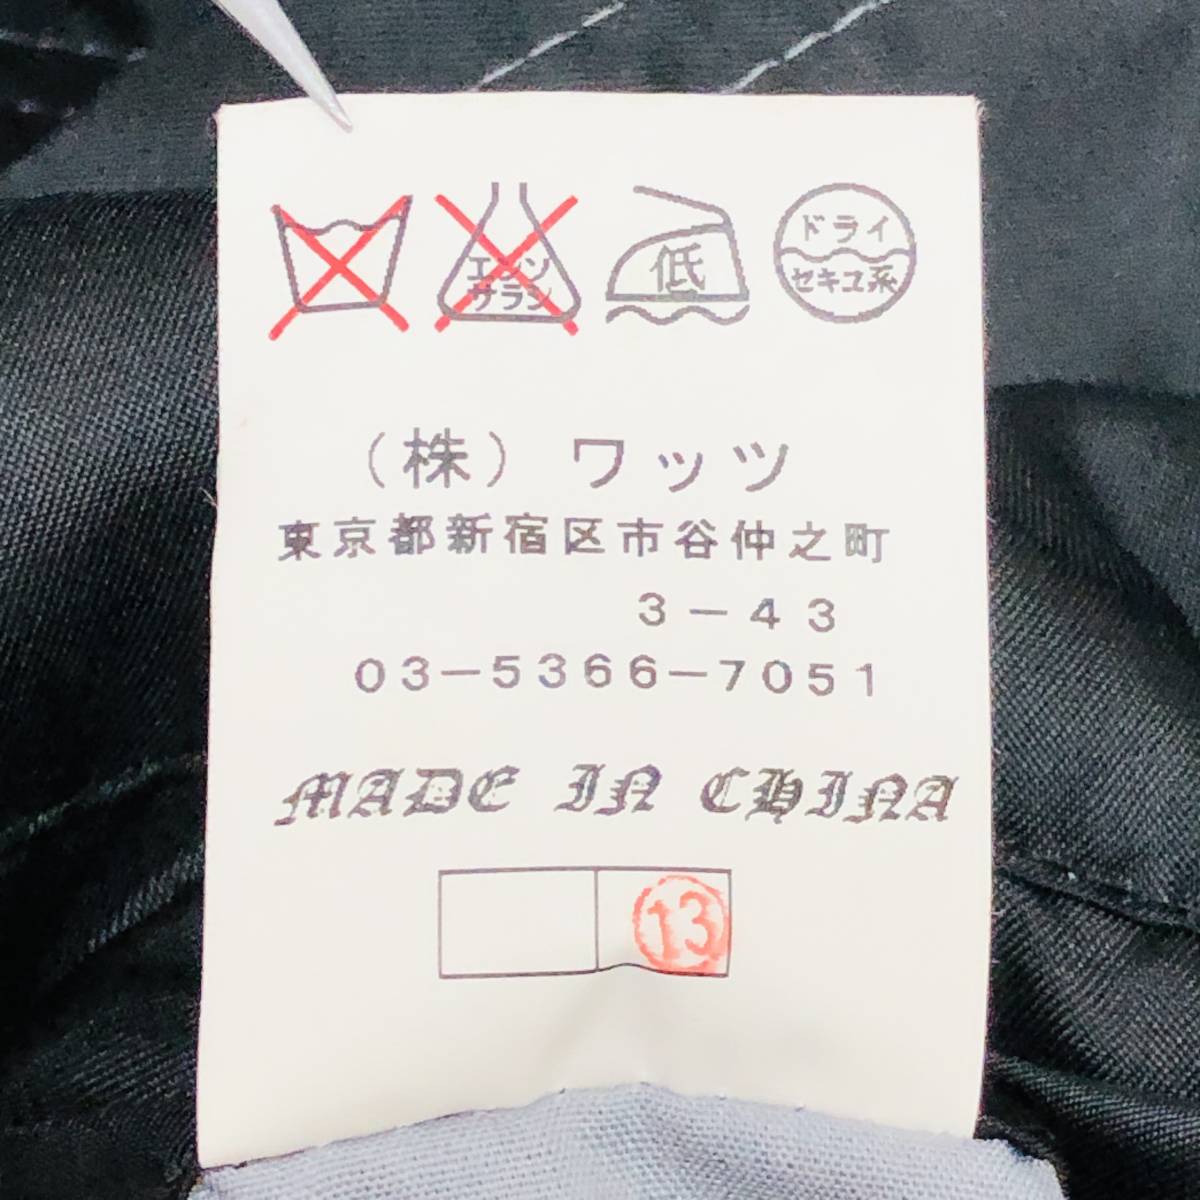 エンソ
サラシ
低
ドライ
セキユ系
（株）ワッツ
東京都新宿区市谷仲之町
3－43
03－5366－7051
MADE IN CHINA
13